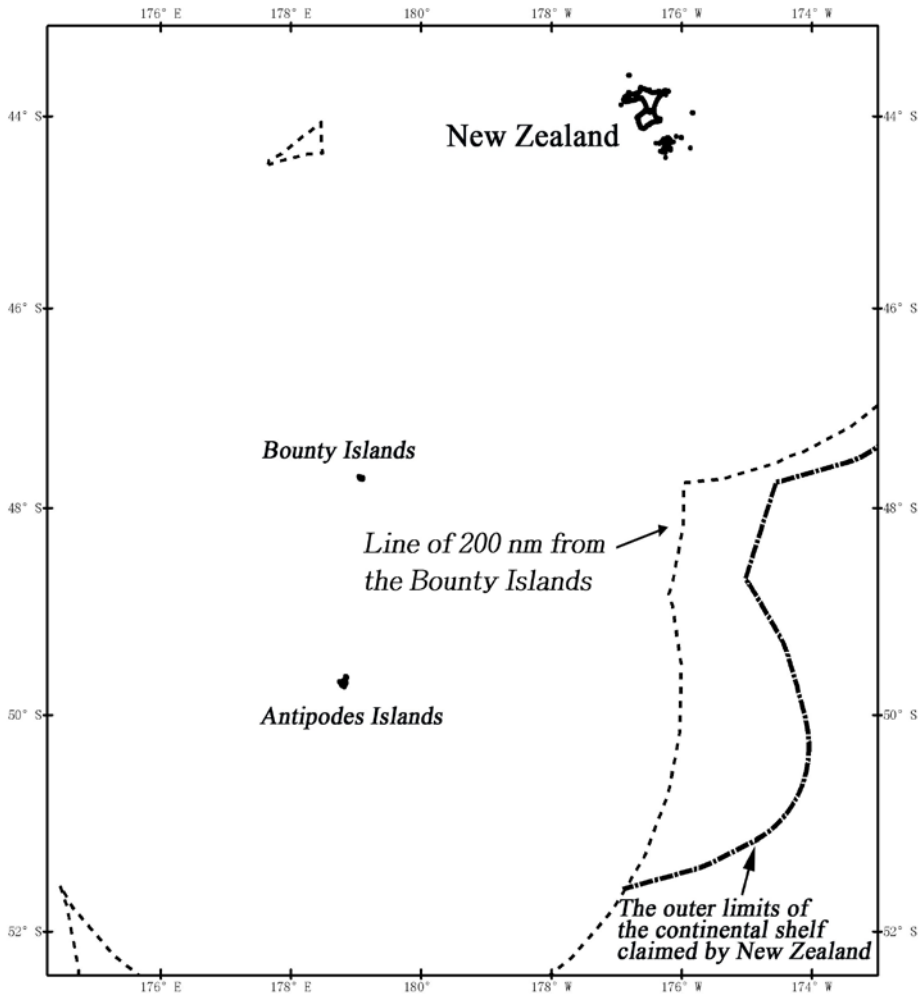 176° E 178° E 180° 178° W 176° W 174° W
44° S 44° S
New Zealand
46° S 46° S
Bounty Islands
48° S 48° S
Line of 200 nm from
the Bounty Islands
50° S 50° S
Antipodes Islands
The outer limits of
the continental shelf
claimed by New Zealand
52° S 52° S
176° E 178° E 180° 178° W 176° W 174° W